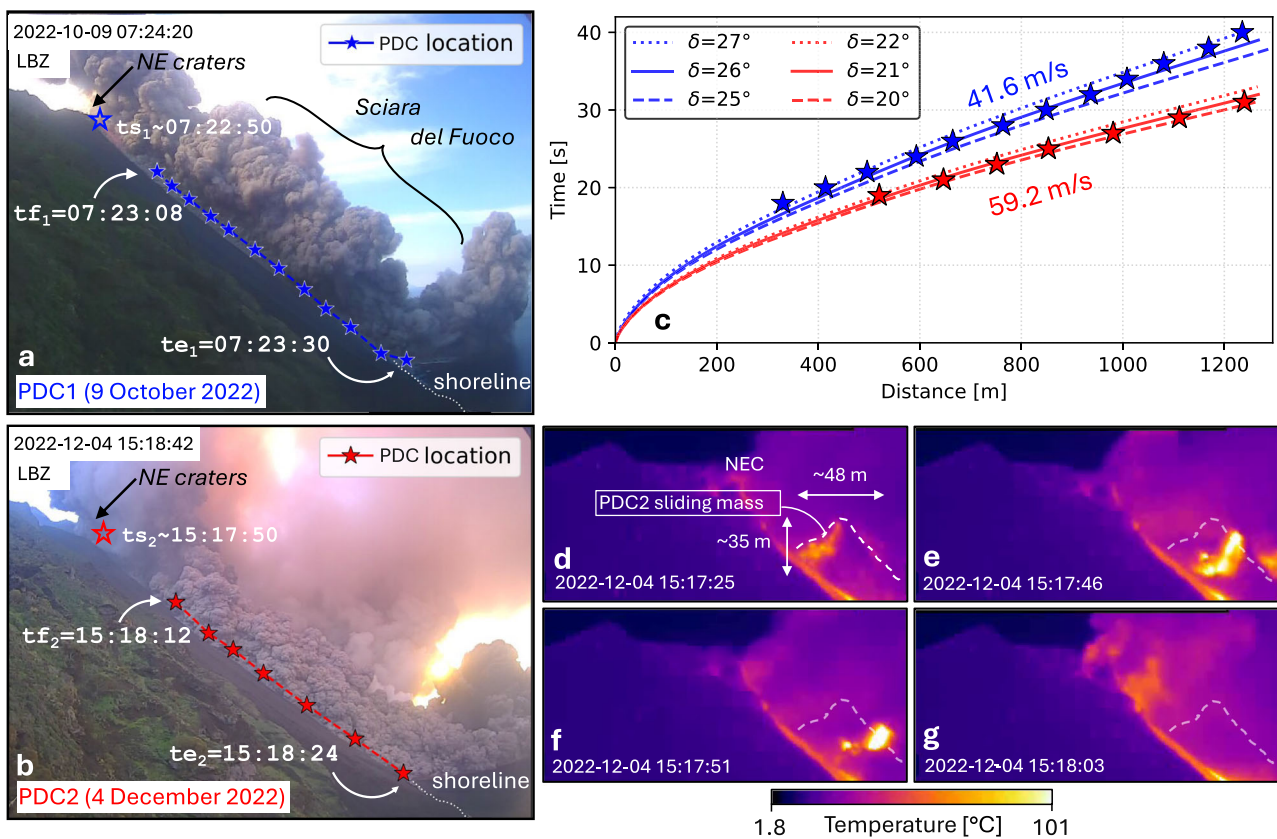 2022-10-09 07:24:20
LBZ
NE craters
PDC location
ts1~07:22:50
Sciara
del Fuoco
tf1=07:23:08
te1=07:23:30
shoreline
a
PDC1 (9 October 2022)
2022-12-04 15:18:42
LBZ
NE craters
PDC location
ts2~15:17:50
tf2=15:18:12
te2=15:18:24
shoreline
b
PDC2 (4 December 2022)
δ=27°
δ=26°
δ=25°
δ=22°
δ=21°
δ=20°
41.6 m/s
59.2 m/s
Time [s]
40
30
20
10
0
c
0 200 400 600 800 1000 1200
Distance [m]
NEC
~48 m
PDC2 sliding mass
~35 m
d
2022-12-04 15:17:25
e
2022-12-04 15:17:46
f
2022-12-04 15:17:51
g
2022-12-04 15:18:03
1.8 Temperature [°C] 101